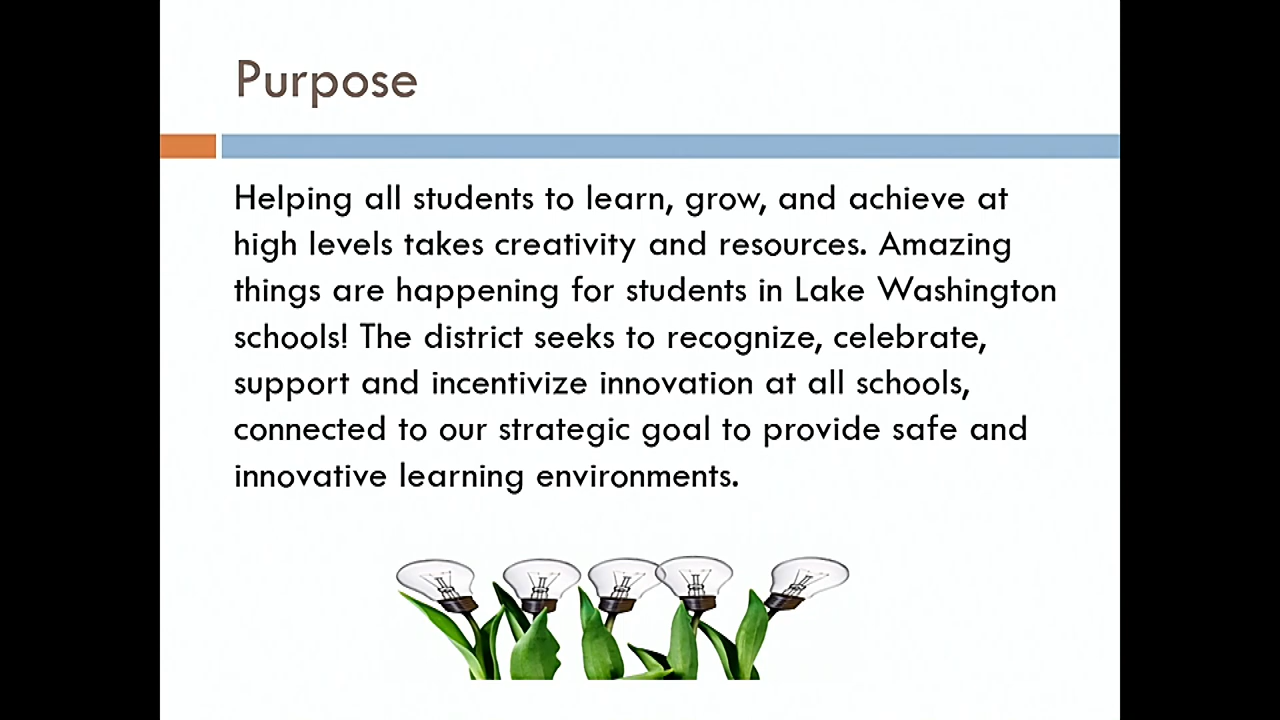 Purpose
Helping all students to learn, grow, and achieve at
high levels takes creativity and resources. Amazing
things are happening for students in Lake Washington
schools! The district seeks to recognize, celebrate,
support and incentivize innovation at all schools,
connected to our strategic goal to provide safe and
innovative learning environments.